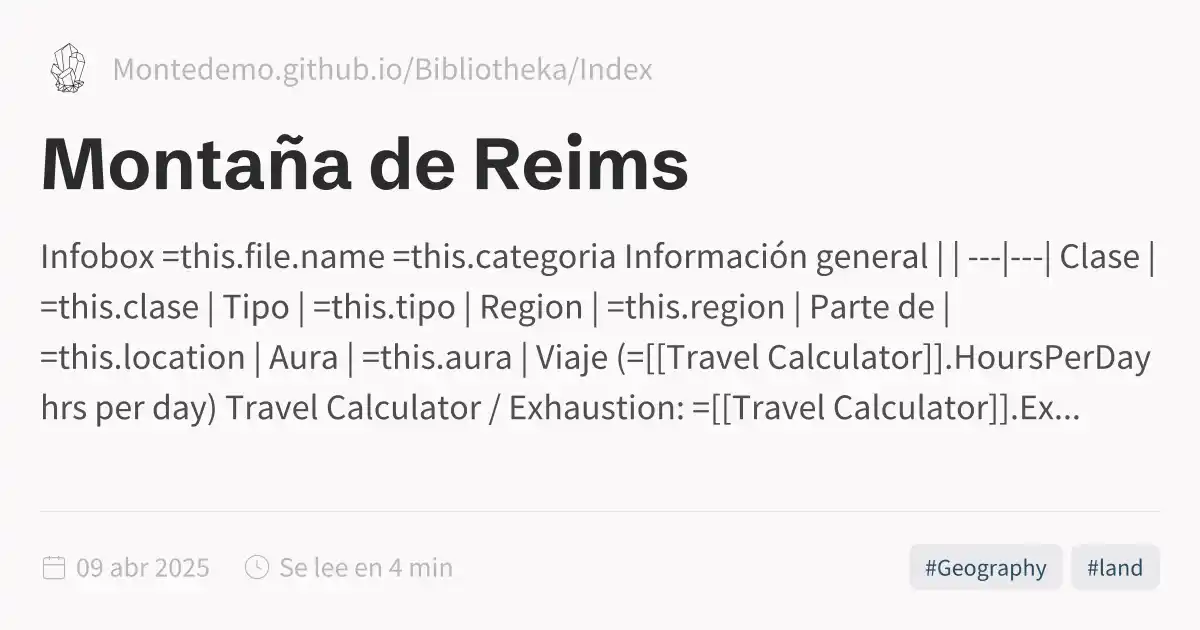 Montedemo.github.io/Bibliotheka/Index
Montaña de Reims
Infobox =this.file.name =this.categoria Información general | | ---|---| Clase |
=this.clase | Tipo | =this.tipo | Region | =this.region | Parte de |
=this.location | Aura | =this.aura | Viaje (=[[Travel Calculator]].HoursPerDay
hrs per day) Travel Calculator / Exhaustion: =[[Travel Calculator]].Ex...
09 abr 2025 Se lee en 4 min #Geography #land